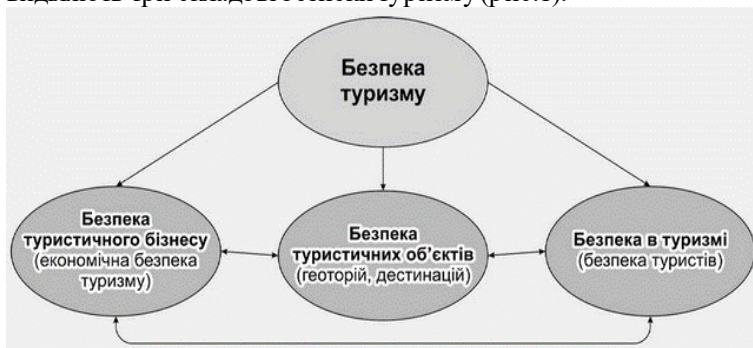 Безпека
туризму
Безпека
туристичного бізнесу
(економічна безпека
туризму)
Безпека
туристичних об’єктів
(геоторій, дестинацій)
Безпека в туризмі
(безпека туристів)